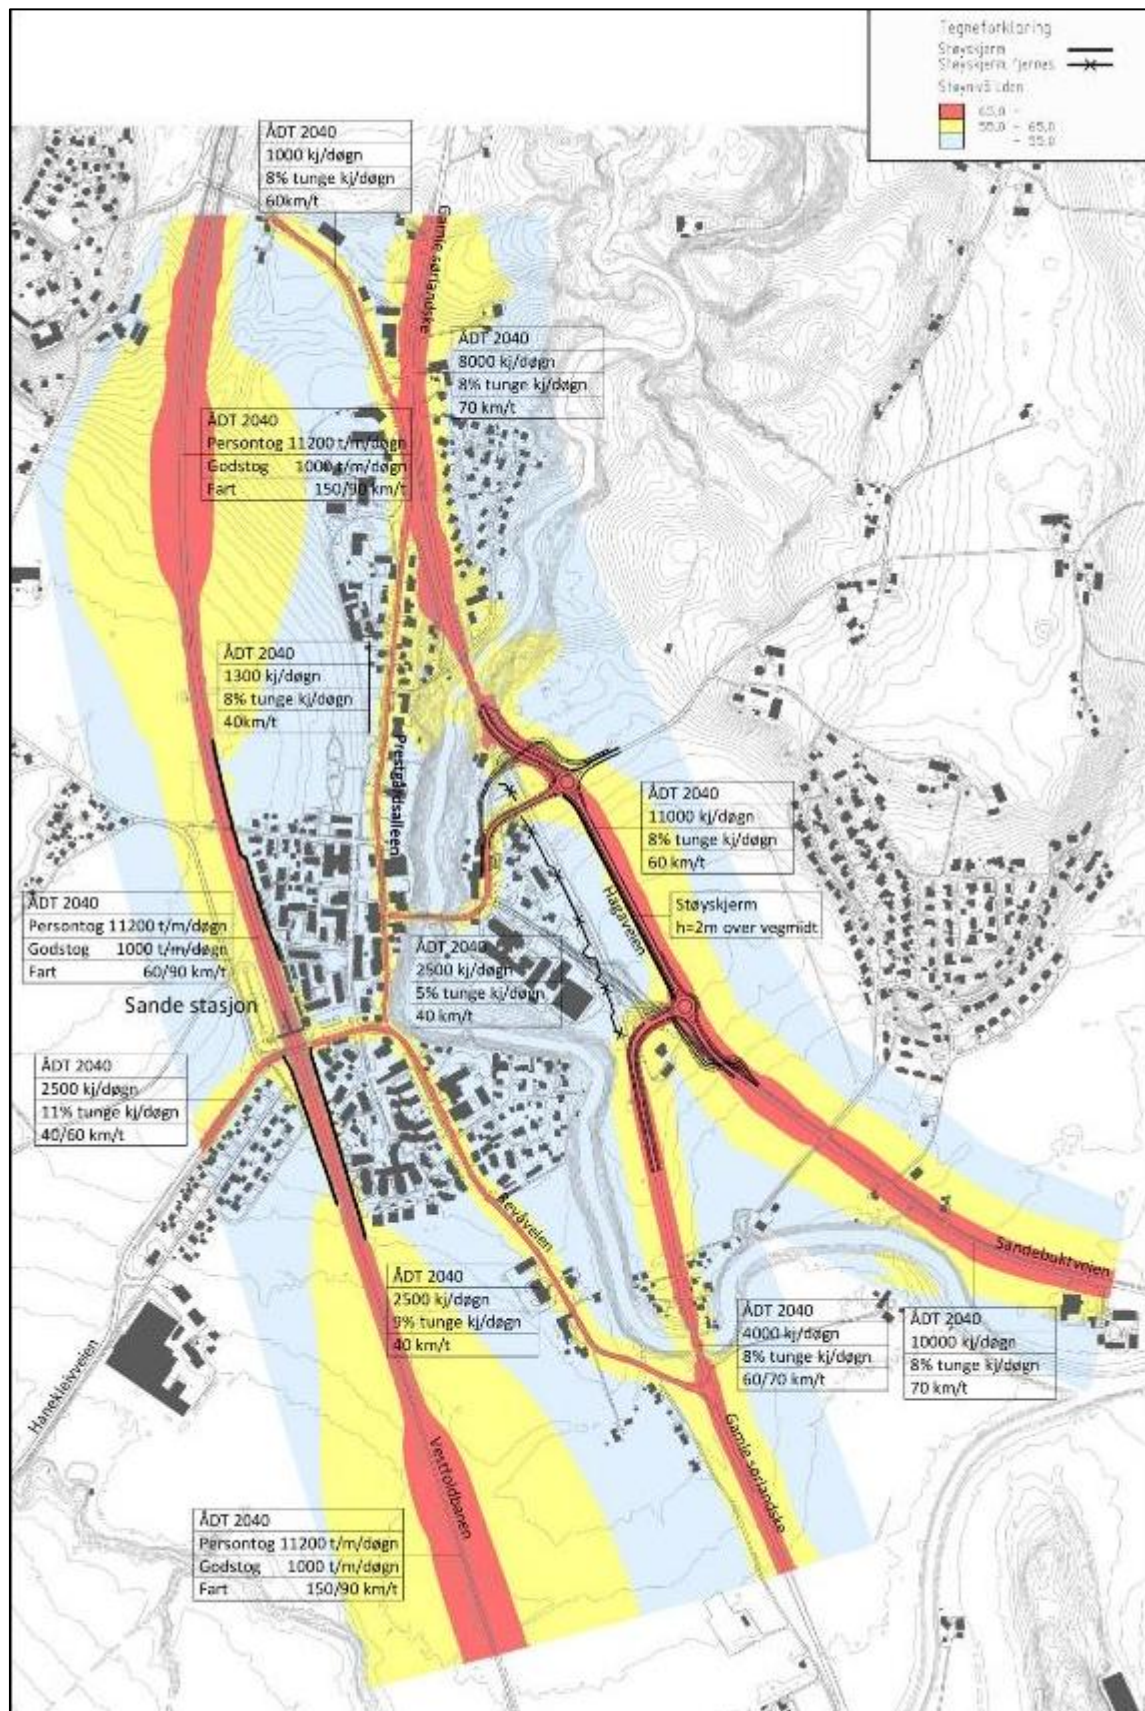 Tegneforklaring
Støyskjerm
Støyskjerm, fjernes
Støynivå Lden
65.0 -
55.0 - 65.0
- 55.0
ÅDT 2040
1000 kj/døgn
8% tunge kj/døgn
60km/t
Gamle sørlandske
ÅDT 2040
8000 kj/døgn
8% tunge kj/døgn
70 km/t
ÅDT 2040
Persontog 11200 t/m/døgn
Godstog 1000 t/m/døgn
Fart 150/90 km/t
ÅDT 2040
1300 kj/døgn
8% tunge kj/døgn
40km/t
Prestgårdsalleen
ÅDT 2040
11000 kj/døgn
8% tunge kj/døgn
60 km/t
Hagaveien
Støyskjerm
h=2m over vegmidt
ÅDT 2040
Persontog 11200 t/m/døgn
Godstog 1000 t/m/døgn
Fart 60/90 km/t
ÅDT 2040
2500 kj/døgn
5% tunge kj/døgn
40 km/t
Sande stasjon
ÅDT 2040
2500 kj/døgn
11% tunge kj/døgn
40/60 km/t
Revåveien
Sandebuktveien
ÅDT 2040
2500 kj/døgn
9% tunge kj/døgn
40 km/t
ÅDT 2040
4000 kj/døgn
8% tunge kj/døgn
60/70 km/t
ÅDT 2040
10000 kj/døgn
8% tunge kj/døgn
70 km/t
Hanekleivveien
Vestfoldbanen
Gamle sørlandske
ÅDT 2040
Persontog 11200 t/m/døgn
Godstog 1000 t/m/døgn
Fart 150/90 km/t